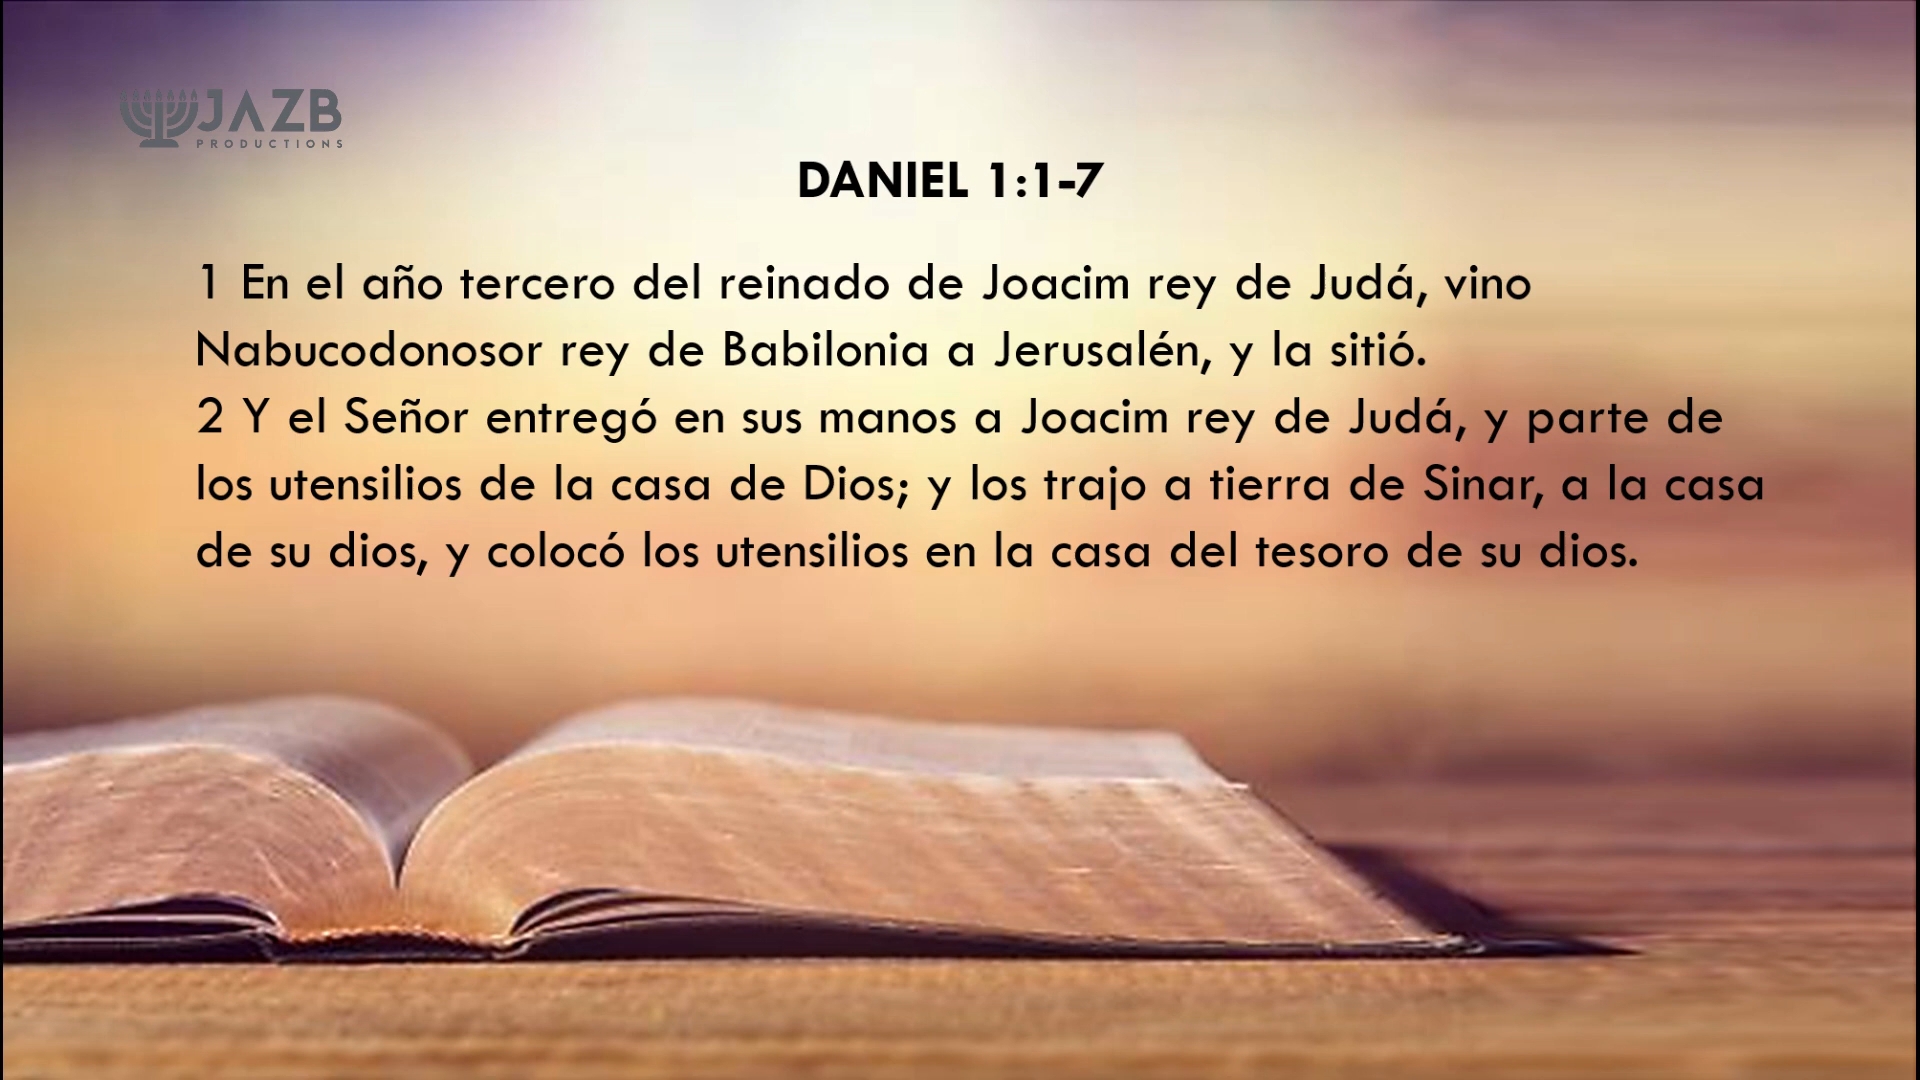 JAZB
PRODUCTIONS
DANIEL 1:1-7
1 En el año tercero del reinado de Joacim rey de Judá, vino
Nabucodonosor rey de Babilonia a Jerusalén, y la sitió.
2 Y el Señor entregó en sus manos a Joacim rey de Judá, y parte de
los utensilios de la casa de Dios; y los trajo a tierra de Sinar, a la casa
de su dios, y colocó los utensilios en la casa del tesoro de su dios.